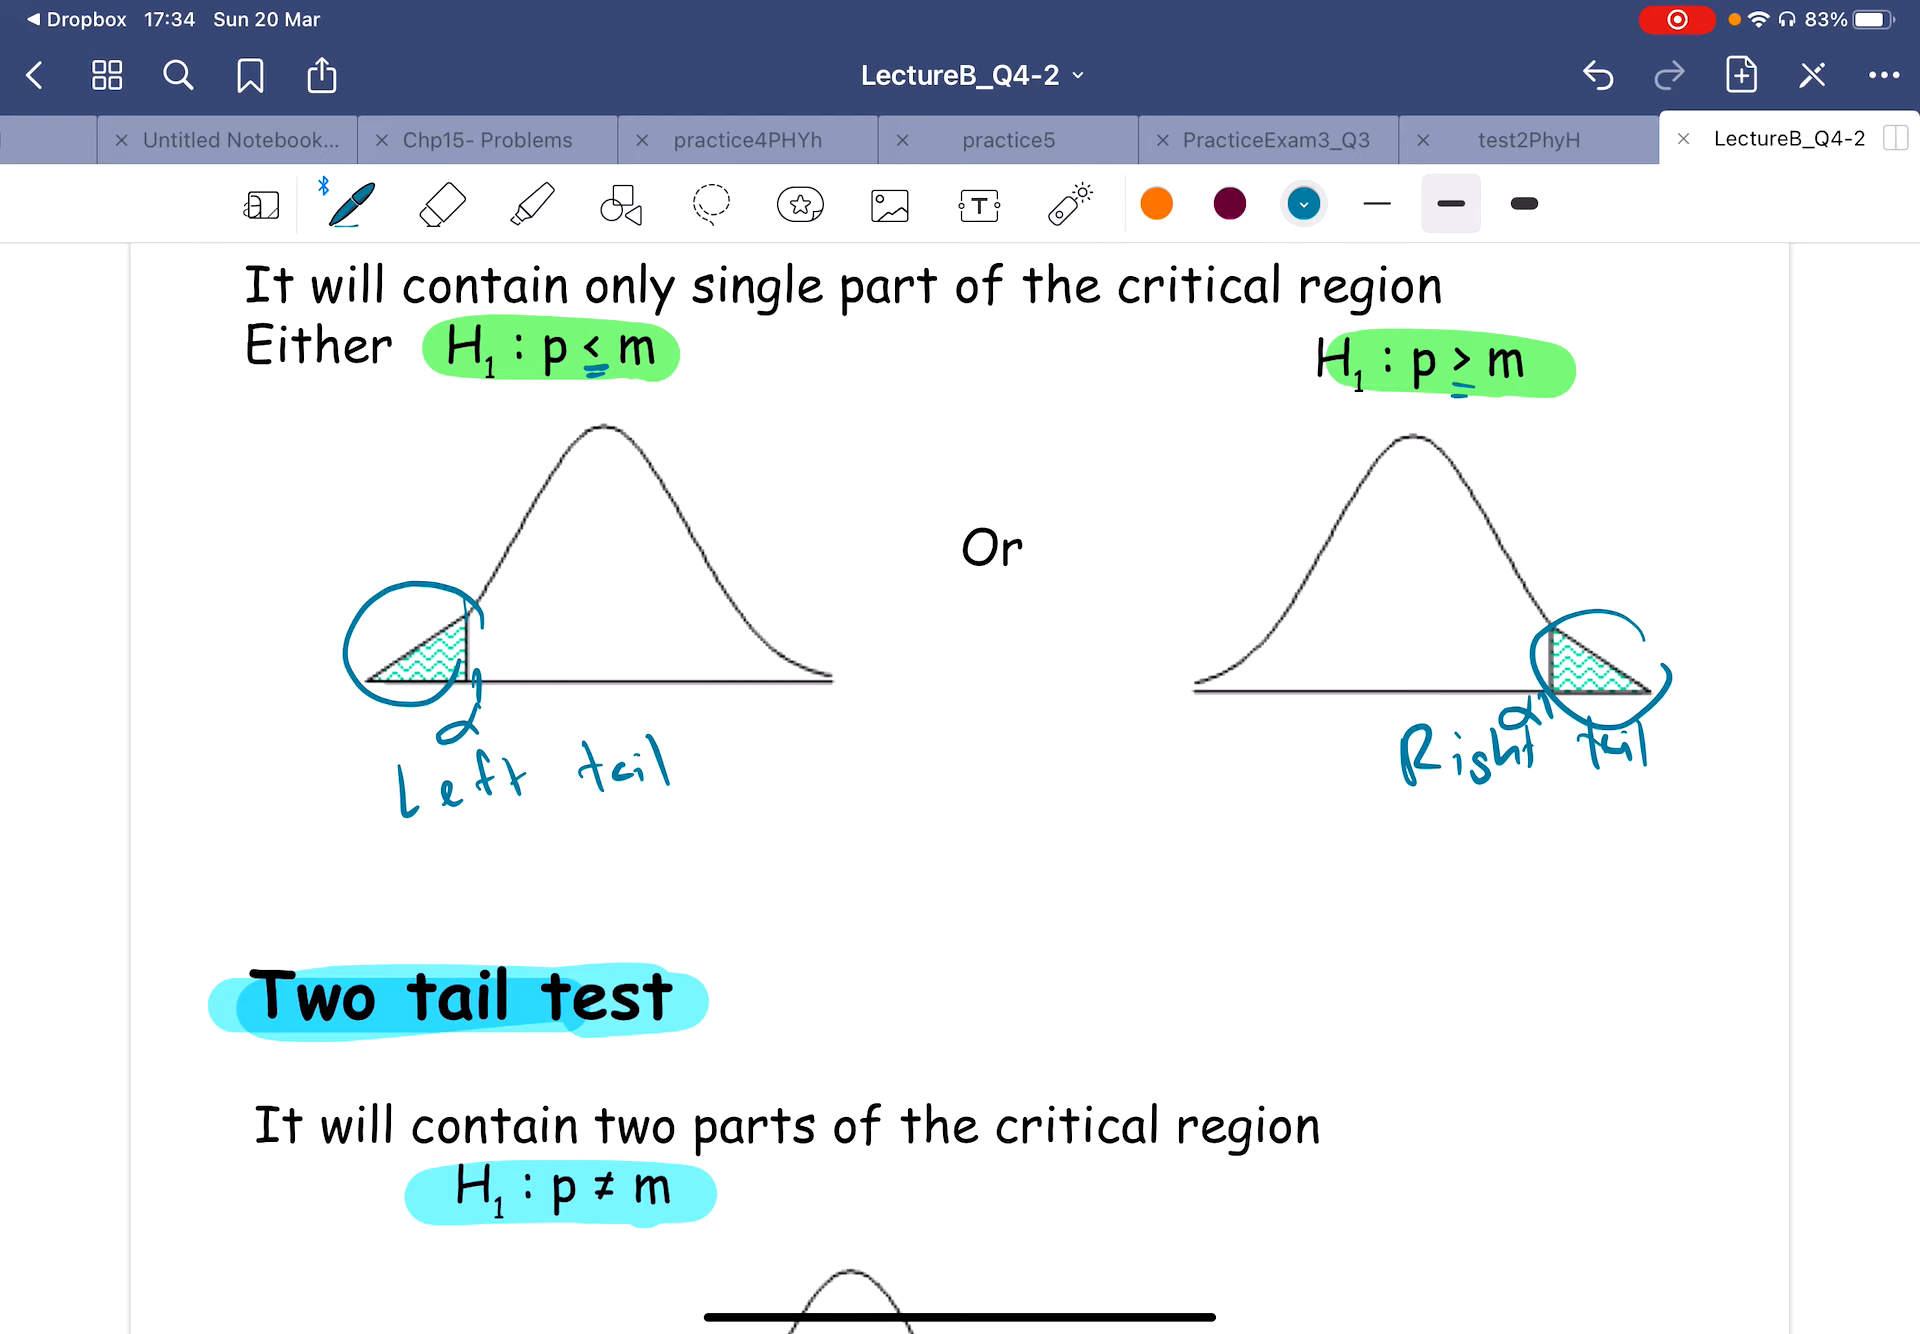 Dropbox 17:34 Sun 20 Mar 83%
LectureB_Q4-2
Untitled Notebook... Chp15- Problems practice4PHYh practice5 PracticeExam3_Q3 test2PhyH LectureB_Q4-2
It will contain only single part of the critical region
Either H₁ : p < m H₁ : p > m
Or
α α
Left tail Right tail
Two tail test
It will contain two parts of the critical region
H₁ : p ≠ m